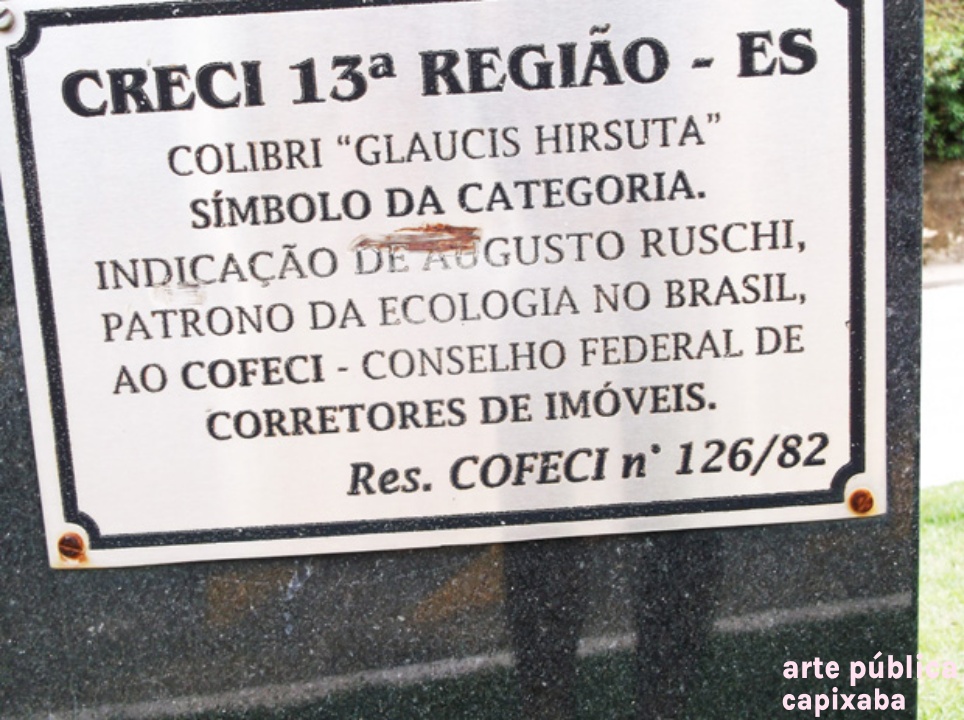 CRECI 13ª REGIÃO - ES
COLIBRI “GLAUCIS HIRSUTA”
SÍMBOLO DA CATEGORIA.
INDICAÇÃO DE AUGUSTO RUSCHI,
PATRONO DA ECOLOGIA NO BRASIL,
AO COFECI - CONSELHO FEDERAL DE
CORRETORES DE IMÓVEIS.
Res. COFECI n° 126/82
arte pública
capixaba